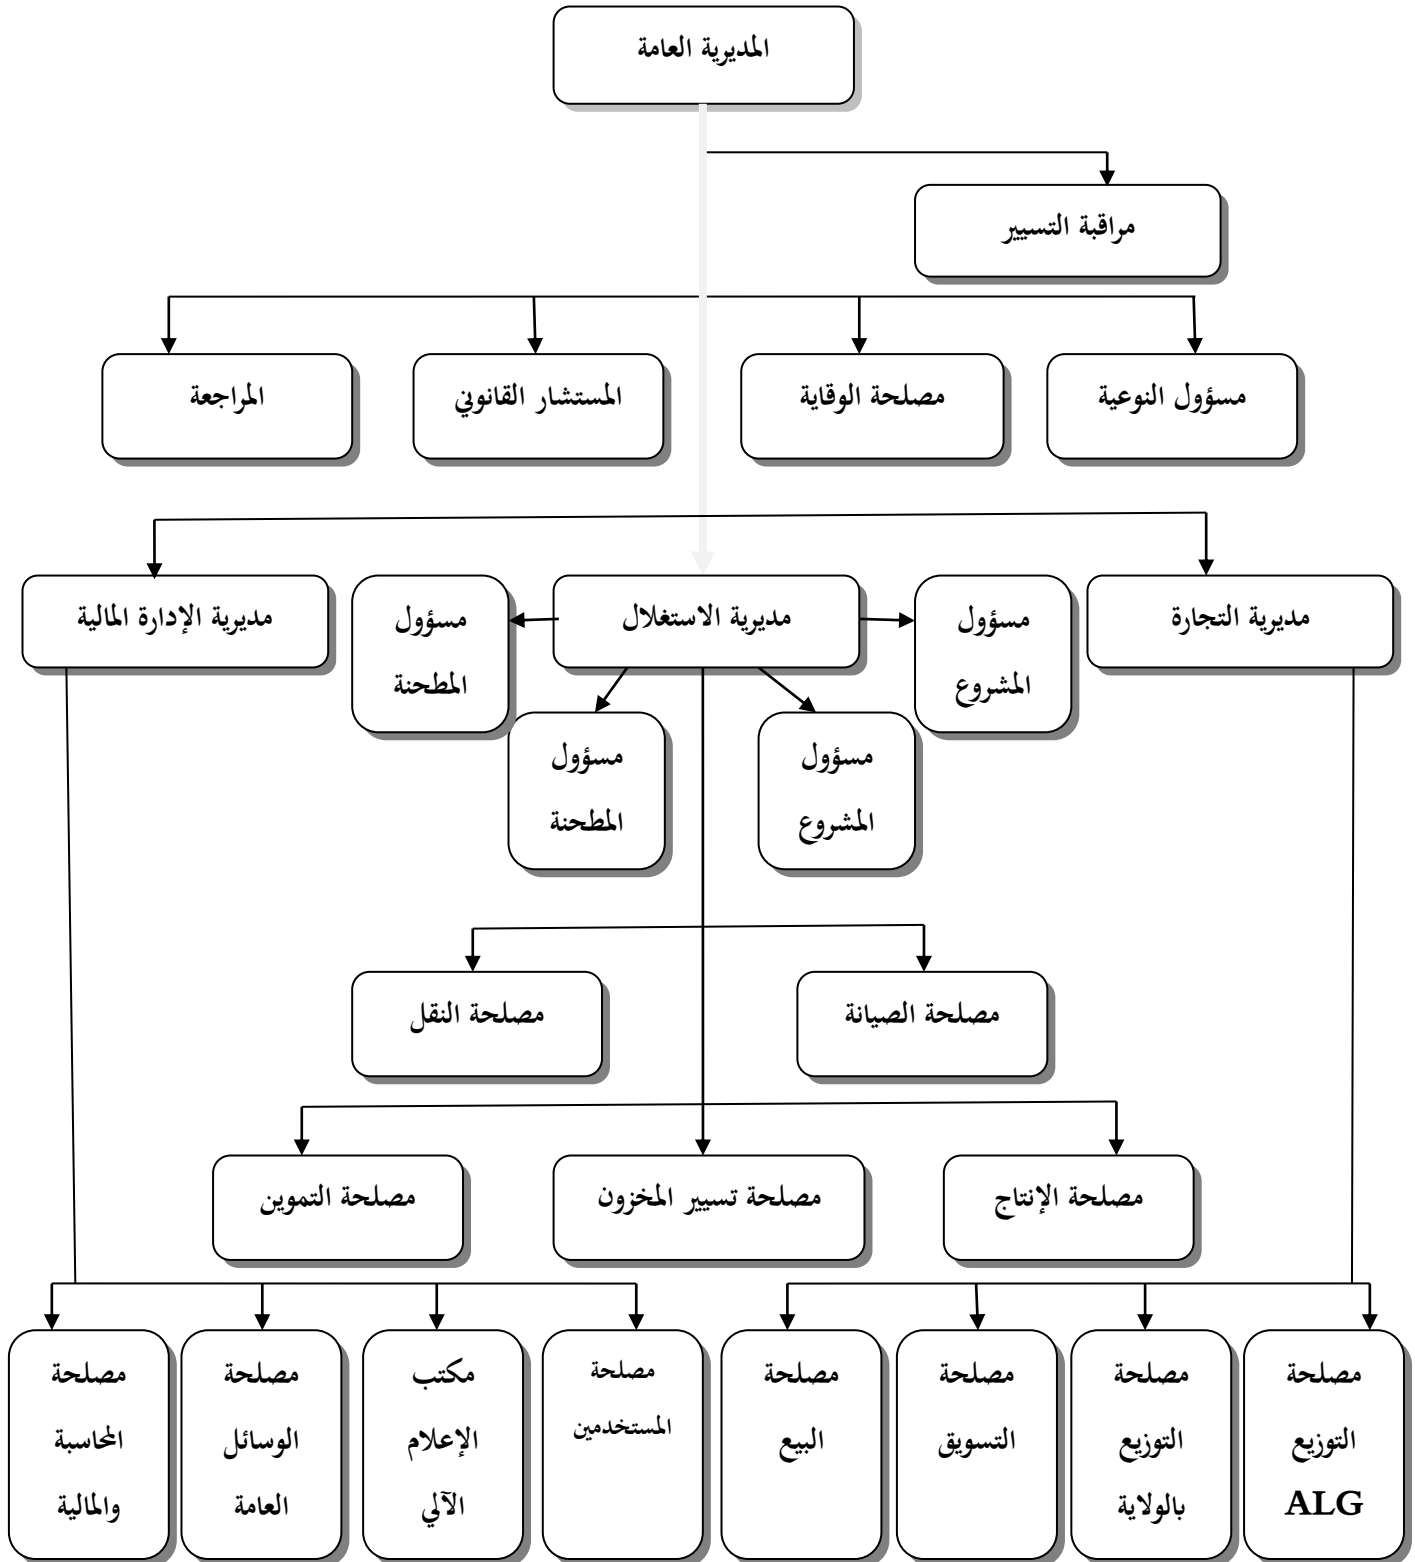 المديرية العامة
مراقبة التسيير
مسؤول النوعية
مصلحة الوقاية
المستشار القانوني
المراجعة
مديرية التجارة
مسؤول
المشروع
مديرية الاستغلال
مسؤول
المطحنة
مديرية الإدارة المالية
مسؤول
المشروع
مسؤول
المطحنة
مصلحة الصيانة
مصلحة النقل
مصلحة الإنتاج
مصلحة تسيير المخزون
مصلحة التموين
مصلحة
التوزيع
ALG
مصلحة
التوزيع
بالولاية
مصلحة
التسويق
مصلحة
البيع
مصلحة
المستخدمين
مكتب
الإعلام
الآلي
مصلحة
الوسائل
العامة
مصلحة
المحاسبة
والمالية